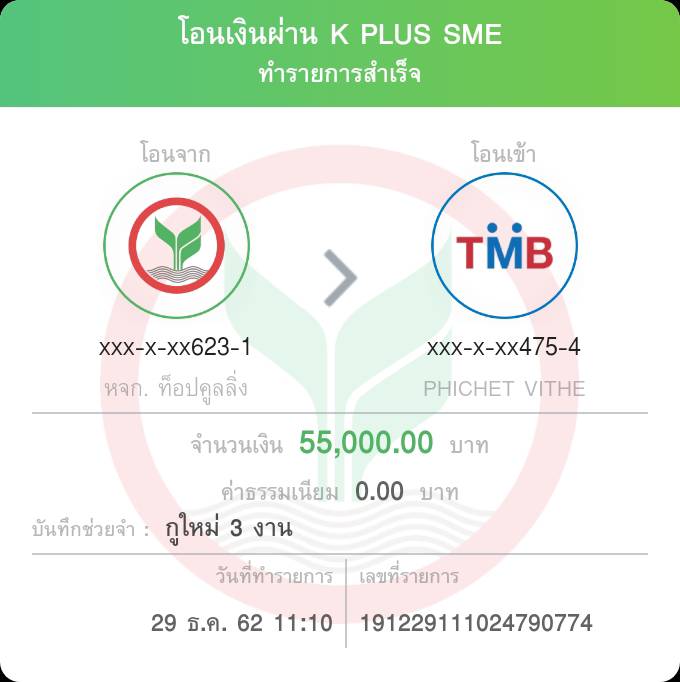 โอนเงินผ่าน K PLUS SME
ทำรายการสำเร็จ
โอนจาก
โอนเข้า
TMB
xxx-x-xx623-1
xxx-x-xx475-4
หจก. ท็อปคูลลิ่ง
PHICHET VITHE
จำนวนเงิน 55,000.00 บาท
ค่าธรรมเนียม 0.00 บาท
บันทึกช่วยจำ : กูใหม่ 3 งาน
วันที่ทำรายการ
เลขที่รายการ
29 ธ.ค. 62 11:10
191229111024790774